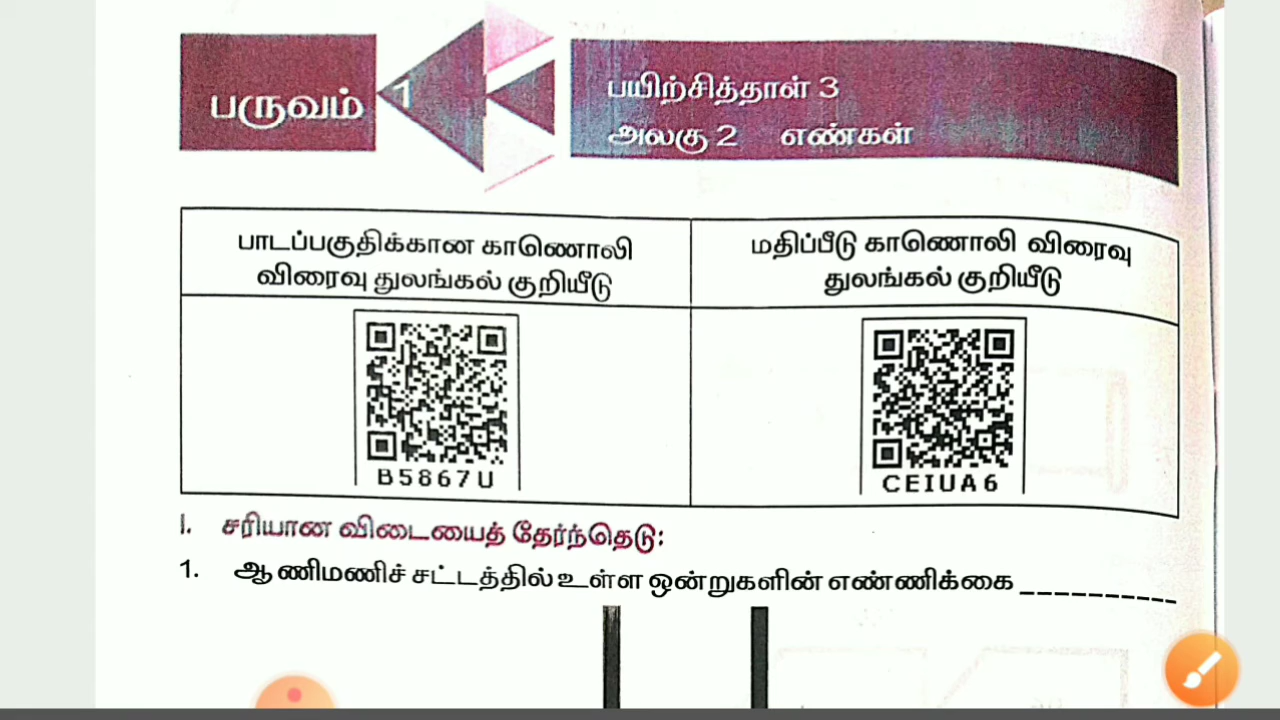 பருவம் 1
பயிற்சித்தாள் 3
அலகு 2 எண்கள்
பாடப்பகுதிக்கான காணொலி
விரைவு துலங்கல் குறியீடு
மதிப்பீடு காணொலி விரைவு
துலங்கல் குறியீடு
B5867U
CEIUA6
I. சரியான விடையைத் தேர்ந்தெடு:
1. ஆணிமணிச் சட்டத்தில் உள்ள ஒன்றுகளின் எண்ணிக்கை ___________